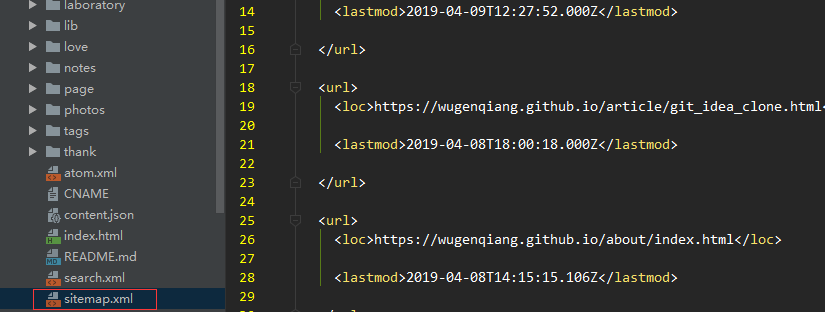 laboratory
lib
love
notes
page
photos
tags
thank
atom.xml
CNAME
content.json
index.html
README.md
search.xml
sitemap.xml
14 <lastmod>2019-04-09T12:27:52.000Z</lastmod>
15
16 </url>
17
18 <url>
19 <loc>https://wugenqiang.github.io/article/git_idea_clone.html<
20
21 <lastmod>2019-04-08T18:00:18.000Z</lastmod>
22
23 </url>
24
25 <url>
26 <loc>https://wugenqiang.github.io/about/index.html</loc>
27
28 <lastmod>2019-04-08T14:15:15.106Z</lastmod>
29